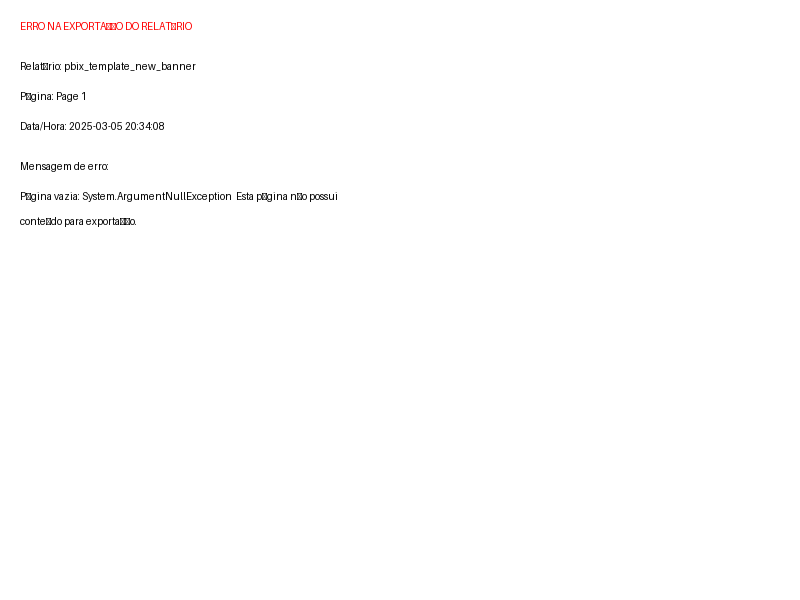 ERRO NA EXPORTA□□O DO RELAT□RIO
Relat□rio: pbix_template_new_banner
P□gina: Page 1
Data/Hora: 2025-03-05 20:34:08
Mensagem de erro:
P□gina vazia: System.ArgumentNullException Esta p□gina n□o possui
conte□do para exporta□□o.